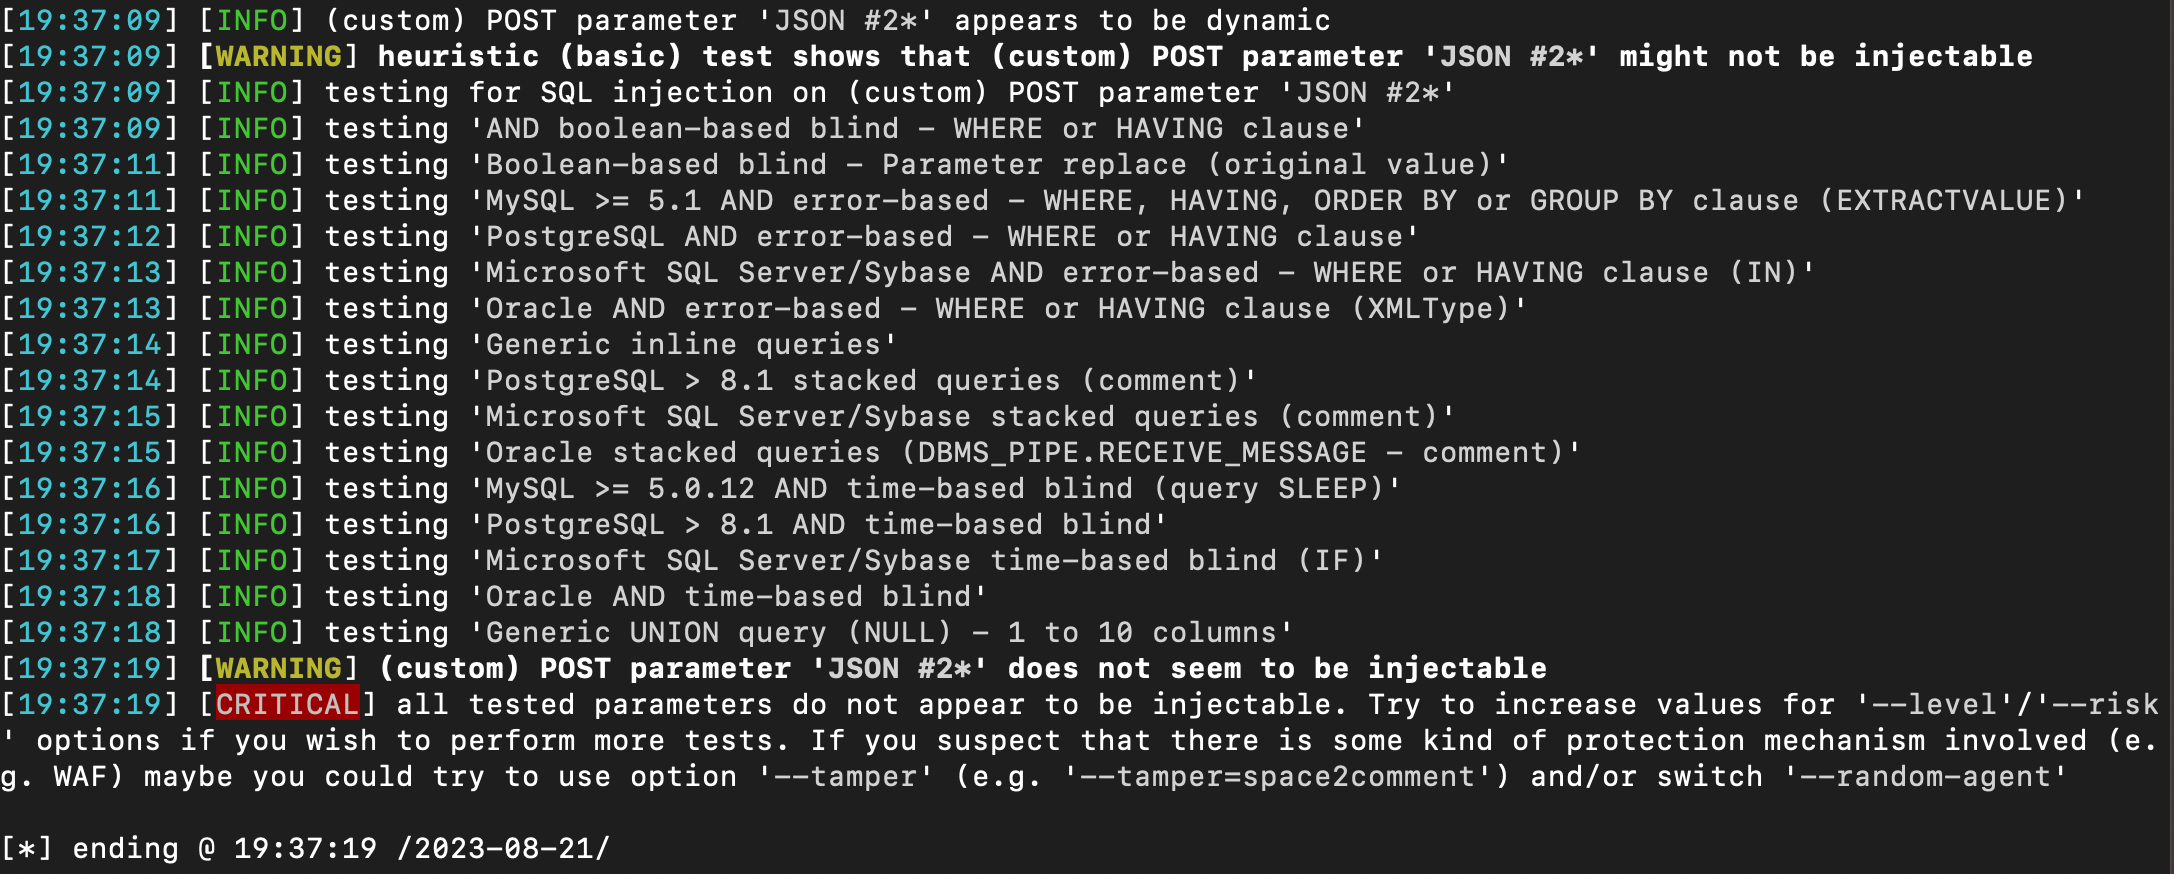 [19:37:09] [INFO] (custom) POST parameter 'JSON #2*' appears to be dynamic
[19:37:09] [WARNING] heuristic (basic) test shows that (custom) POST parameter 'JSON #2*' might not be injectable
[19:37:09] [INFO] testing for SQL injection on (custom) POST parameter 'JSON #2*'
[19:37:09] [INFO] testing 'AND boolean-based blind - WHERE or HAVING clause'
[19:37:11] [INFO] testing 'Boolean-based blind - Parameter replace (original value)'
[19:37:11] [INFO] testing 'MySQL >= 5.1 AND error-based - WHERE, HAVING, ORDER BY or GROUP BY clause (EXTRACTVALUE)'
[19:37:12] [INFO] testing 'PostgreSQL AND error-based - WHERE or HAVING clause'
[19:37:13] [INFO] testing 'Microsoft SQL Server/Sybase AND error-based - WHERE or HAVING clause (IN)'
[19:37:13] [INFO] testing 'Oracle AND error-based - WHERE or HAVING clause (XMLType)'
[19:37:14] [INFO] testing 'Generic inline queries'
[19:37:14] [INFO] testing 'PostgreSQL > 8.1 stacked queries (comment)'
[19:37:15] [INFO] testing 'Microsoft SQL Server/Sybase stacked queries (comment)'
[19:37:15] [INFO] testing 'Oracle stacked queries (DBMS_PIPE.RECEIVE_MESSAGE - comment)'
[19:37:16] [INFO] testing 'MySQL >= 5.0.12 AND time-based blind (query SLEEP)'
[19:37:16] [INFO] testing 'PostgreSQL > 8.1 AND time-based blind'
[19:37:17] [INFO] testing 'Microsoft SQL Server/Sybase time-based blind (IF)'
[19:37:18] [INFO] testing 'Oracle AND time-based blind'
[19:37:18] [INFO] testing 'Generic UNION query (NULL) - 1 to 10 columns'
[19:37:19] [WARNING] (custom) POST parameter 'JSON #2*' does not seem to be injectable
[19:37:19] [CRITICAL] all tested parameters do not appear to be injectable. Try to increase values for '--level'/'--risk
' options if you wish to perform more tests. If you suspect that there is some kind of protection mechanism involved (e.
g. WAF) maybe you could try to use option '--tamper' (e.g. '--tamper=space2comment') and/or switch '--random-agent'
[*] ending @ 19:37:19 /2023-08-21/